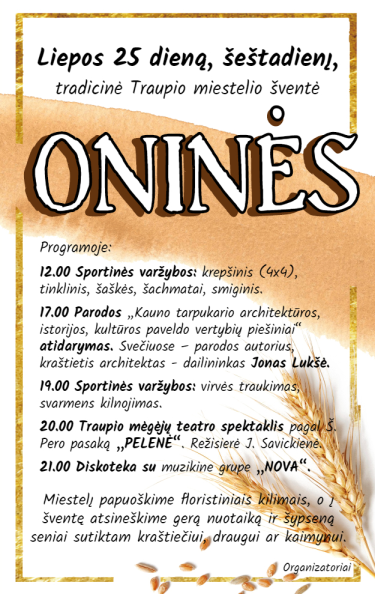 Liepos 25 dieną, šeštadienį,
tradicinė Traupio miestelio šventė
ONINĖS
Programoje:
12.00 Sportinės varžybos: krepšinis (4x4),
tinklinis, šaškės, šachmatai, smiginis.
17.00 Parodos „Kauno tarpukario architektūros,
istorijos, kultūros paveldo vertybių piešiniai“
atidarymas. Svečiuose – parodos autorius,
kraštietis architektas - dailininkas Jonas Lukšė.
19.00 Sportinės varžybos: virvės traukimas,
svarmens kilnojimas.
20.00 Traupio mėgėjų teatro spektaklis pagal Š.
Pero pasaką „PELENĖ“. Režisierė J. Savickienė.
21.00 Diskoteka su muzikine grupe „NOVA“.
Miestelį papuoškime floristiniais kilimais, o į
šventę atsineškime gerą nuotaiką ir šypseną
seniai sutiktam kraštiečiui, draugui ar kaimynui.
Organizatoriai